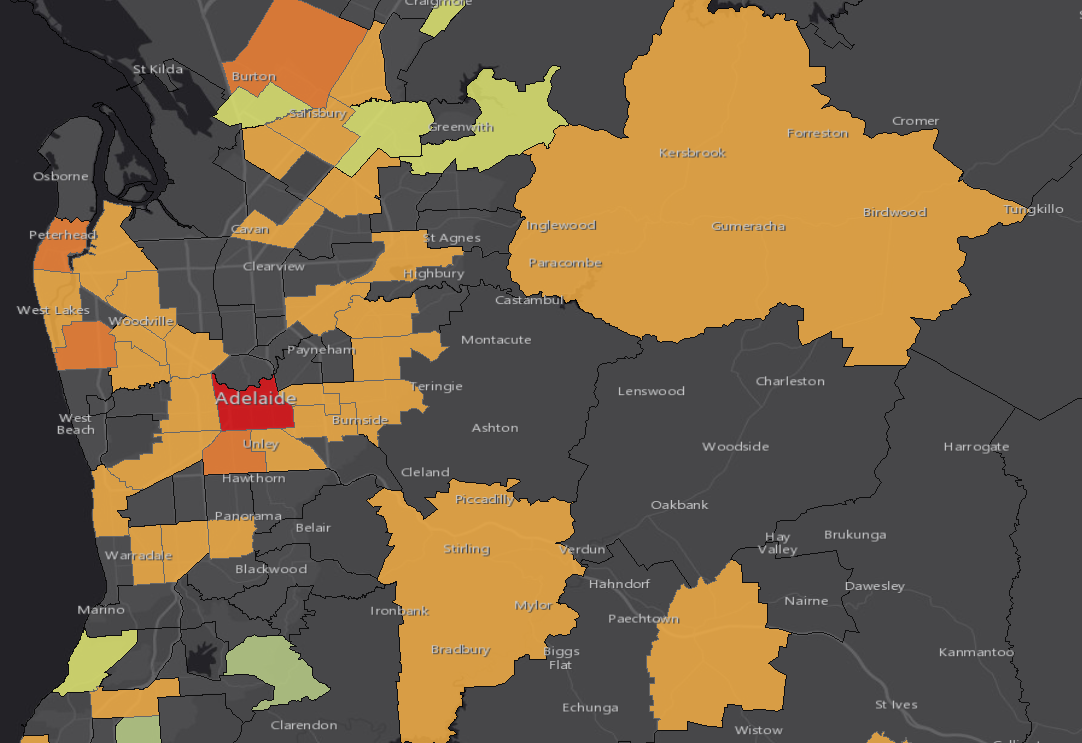 Craigmore
St Kilda
Burton
Salisbury
Greenwith
Cromer
Forreston
Kersbrook
Osborne
Birdwood
Tungkillo
Inglewood
Gumeracha
Peterhead
Cavan
St Agnes
Clearview
Highbury
Paracombe
Castambul
West Lakes
Woodville
Montacute
Payneham
Charleston
Teringie
Lenswood
Adelaide
West
Beach
Burnside
Ashton
Unley
Woodside
Harrogate
Cleland
Hawthorn
Piccadilly
Oakbank
Panorama
Belair
Hay
Valley
Brukunga
Stirling
Verdun
Warradale
Blackwood
Hahndorf
Dawesley
Nairne
Marino
Ironbank
Mylor
Paechtown
Bradbury
Biggs
Flat
Kanmantoo
Echunga
St Ives
Clarendon
Wistow